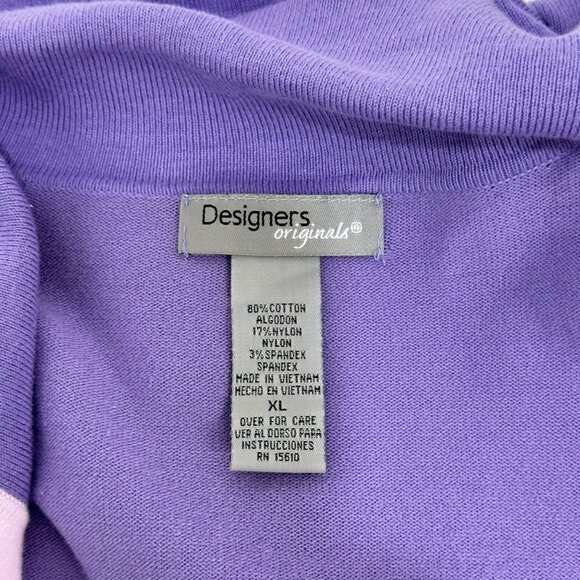 Designers
originals®
80% COTTON
ALGODON
17% NYLON
NYLON
3% SPANDEX
SPANDEX
MADE IN VIETNAM
HECHO EN VIETNAM
XL
OVER FOR CARE
VER AL DORSO PARA
INSTRUCCIONES
RN 15610